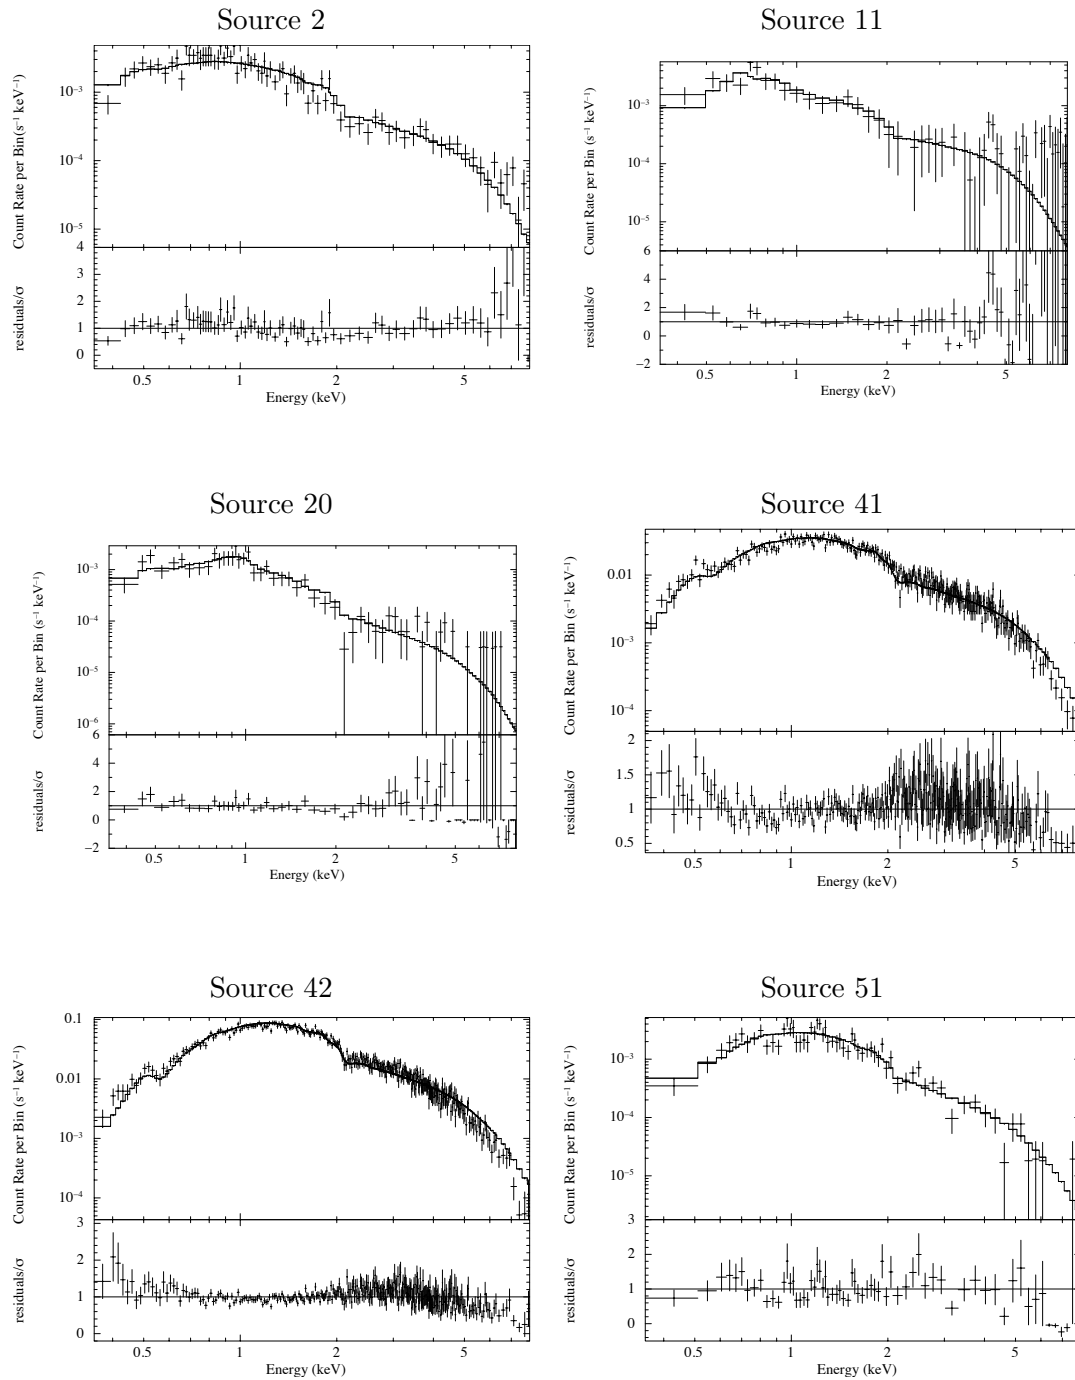 Source 2
Count Rate per Bin(s⁻¹ keV⁻¹)
10⁻³
10⁻⁴
10⁻⁵
4
residuals/σ
3
2
1
0
0.5 1 2 5
Energy (keV)
Source 11
Count Rate per Bin (s⁻¹ keV⁻¹)
10⁻³
10⁻⁴
10⁻⁵
6
residuals/σ
4
2
0
−2
0.5 1 2 5
Energy (keV)
Source 20
Count Rate per Bin (s⁻¹ keV⁻¹)
10⁻³
10⁻⁴
10⁻⁵
10⁻⁶
6
residuals/σ
4
2
0
−2
0.5 1 2 5
Energy (keV)
Source 41
Count Rate per Bin (s⁻¹ keV⁻¹)
0.01
10⁻³
10⁻⁴
residuals/σ
2
1.5
1
0.5
0.5 1 2 5
Energy (keV)
Source 42
Count Rate per Bin (s⁻¹ keV⁻¹)
0.1
0.01
10⁻³
10⁻⁴
residuals/σ
3
2
1
0
0.5 1 2 5
Energy (keV)
Source 51
Count Rate per Bin (s⁻¹ keV⁻¹)
10⁻³
10⁻⁴
10⁻⁵
3
residuals/σ
2
1
0
0.5 1 2 5
Energy (keV)